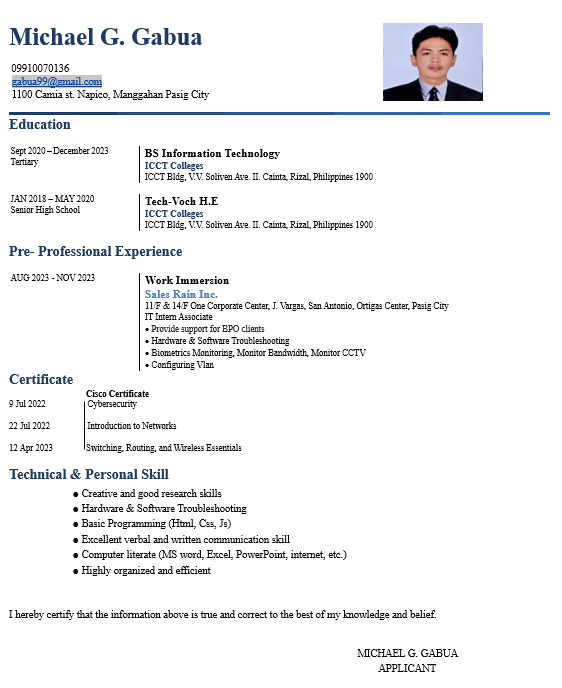 Michael G. Gabua
09910070136
gabua99@gmail.com
1100 Camia st. Napico, Manggahan Pasig City
Education
Sept 2020 – December 2023
Tertiary
BS Information Technology
ICCT Colleges
ICCT Bldg, V.V. Soliven Ave. II. Cainta, Rizal, Philippines 1900
JAN 2018 – MAY 2020
Senior High School
Tech-Voch H.E
ICCT Colleges
ICCT Bldg, V.V. Soliven Ave. II. Cainta, Rizal, Philippines 1900
Pre- Professional Experience
AUG 2023 - NOV 2023
Work Immersion
Sales Rain Inc.
11/F & 14/F One Corporate Center, J. Vargas, San Antonio, Ortigas Center, Pasig City
IT Intern Associate
• Provide support for BPO clients
• Hardware & Software Troubleshooting
• Biometrics Monitoring, Monitor Bandwidth, Monitor CCTV
• Configuring Vlan
Certificate
Cisco Certificate
9 Jul 2022 Cybersecurity
22 Jul 2022 Introduction to Networks
12 Apr 2023 Switching, Routing, and Wireless Essentials
Technical & Personal Skill
• Creative and good research skills
• Hardware & Software Troubleshooting
• Basic Programming (Html, Css, Js)
• Excellent verbal and written communication skill
• Computer literate (MS word, Excel, PowerPoint, internet, etc.)
• Highly organized and efficient
I hereby certify that the information above is true and correct to the best of my knowledge and belief.
MICHAEL G. GABUA
APPLICANT